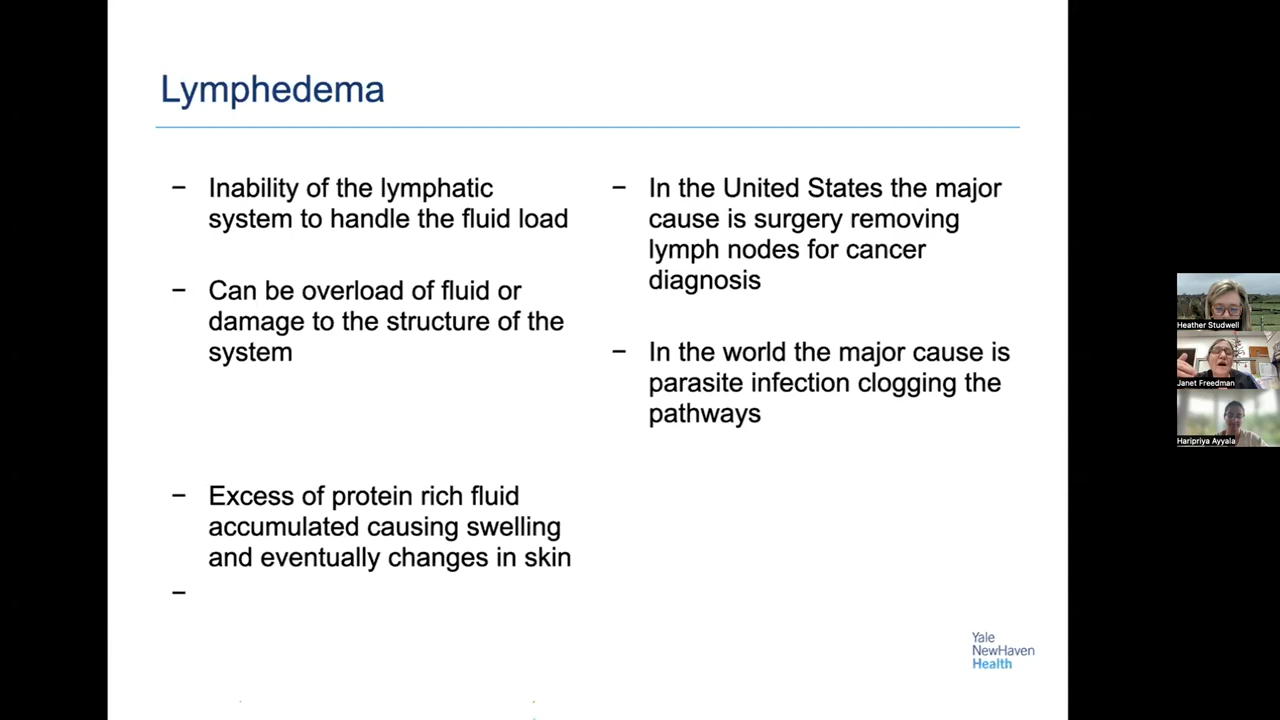 Lymphedema
– Inability of the lymphatic
system to handle the fluid load
– Can be overload of fluid or
damage to the structure of the
system
– Excess of protein rich fluid
accumulated causing swelling
and eventually changes in skin
–
– In the United States the major
cause is surgery removing
lymph nodes for cancer
diagnosis
– In the world the major cause is
parasite infection clogging the
pathways
Yale
NewHaven
Health
Heather Studwell
Janet Freedman
Haripriya Ayyala